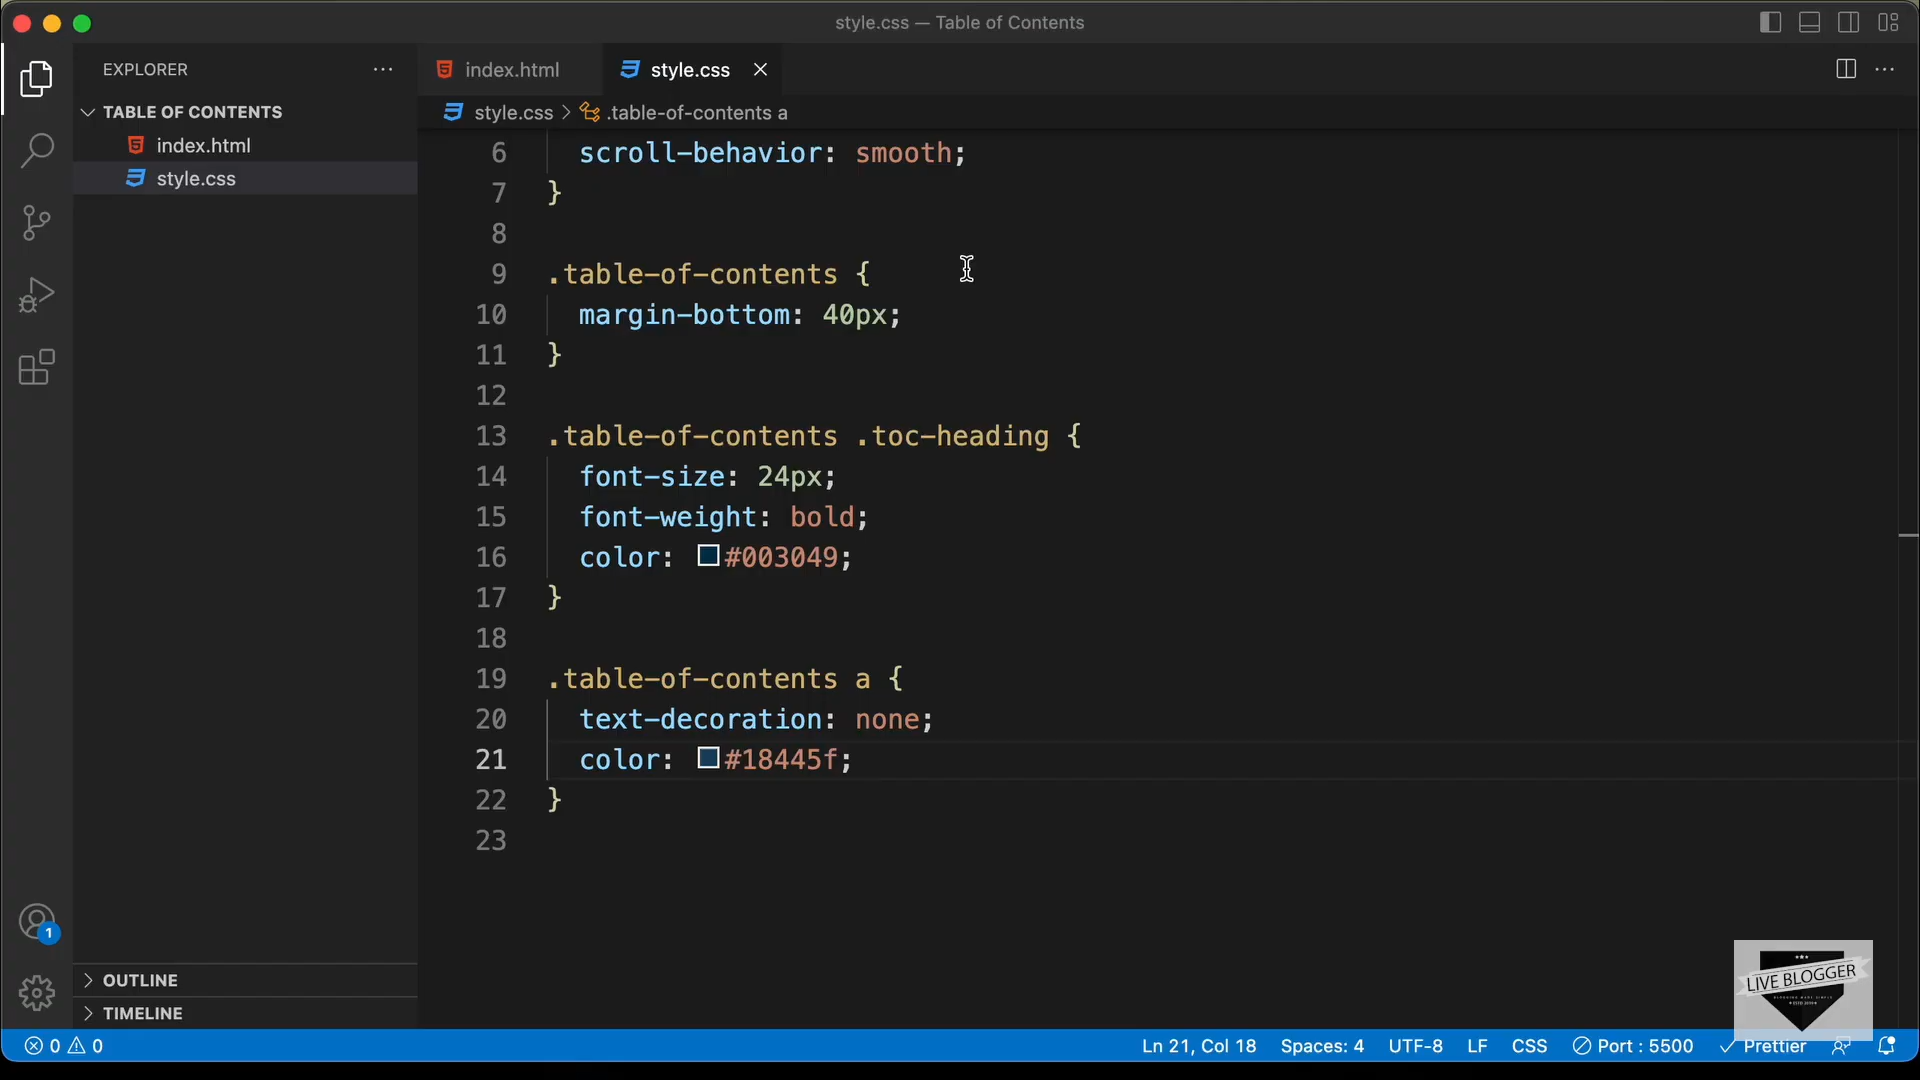 style.css — Table of Contents
EXPLORER
TABLE OF CONTENTS
index.html
style.css
index.html
style.css
style.css > .table-of-contents a
6 scroll-behavior: smooth;
7 }
8
9 .table-of-contents {
10 margin-bottom: 40px;
11 }
12
13 .table-of-contents .toc-heading {
14 font-size: 24px;
15 font-weight: bold;
16 color: #003049;
17 }
18
19 .table-of-contents a {
20 text-decoration: none;
21 color: #18445f;
22 }
23
1
OUTLINE
TIMELINE
LIVE BLOGGER
0 0 Ln 21, Col 18 Spaces: 4 UTF-8 LF CSS Port : 5500 Prettier